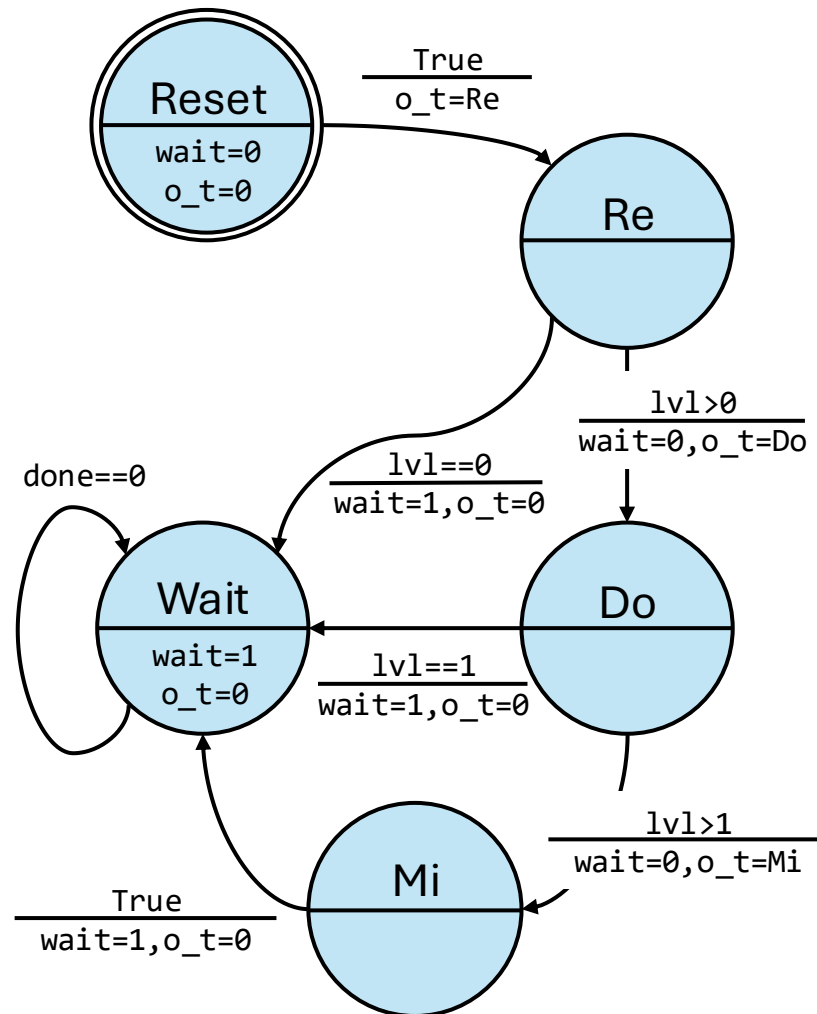 Reset
wait=0
o_t=0
True
o_t=Re
Re
lvl>0
wait=0,o_t=Do
lvl==0
wait=1,o_t=0
done==0
Wait
wait=1
o_t=0
Do
lvl==1
wait=1,o_t=0
lvl>1
wait=0,o_t=Mi
Mi
True
wait=1,o_t=0